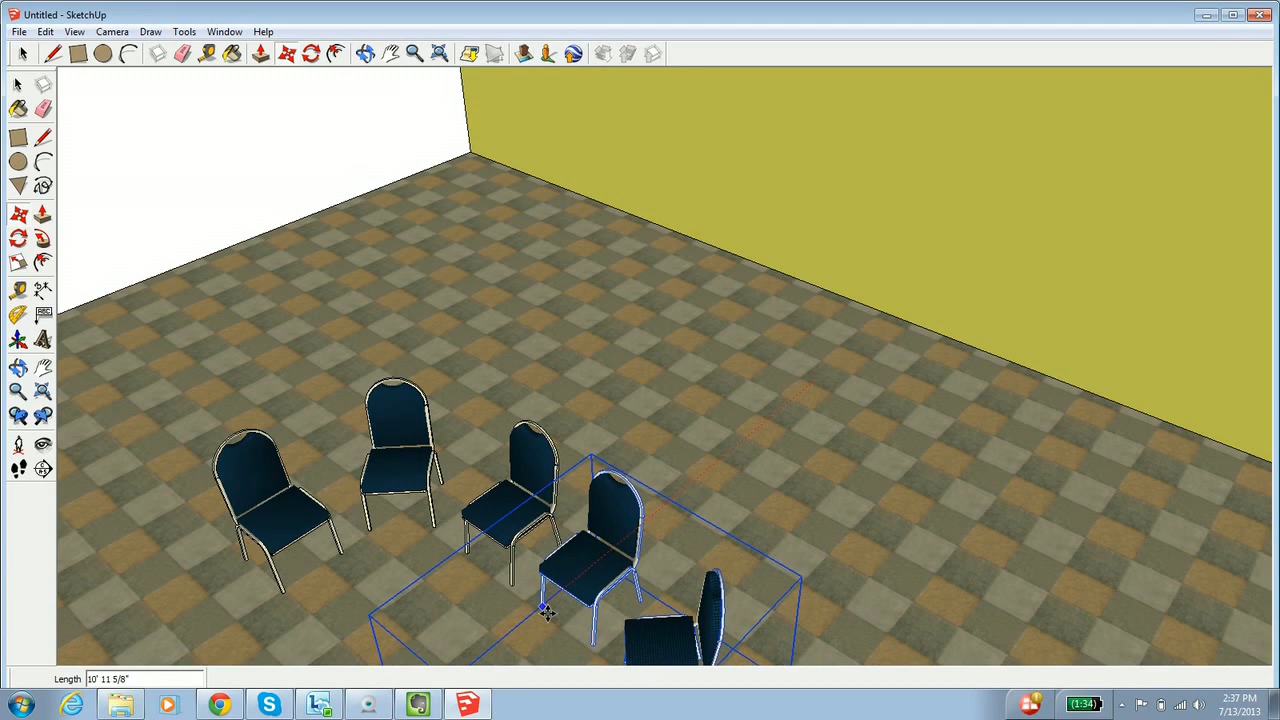 Untitled - SketchUp
File Edit View Camera Draw Tools Window Help
ABC
Length 10' 11 5/8"
(1:34)
2:37 PM
7/13/2013